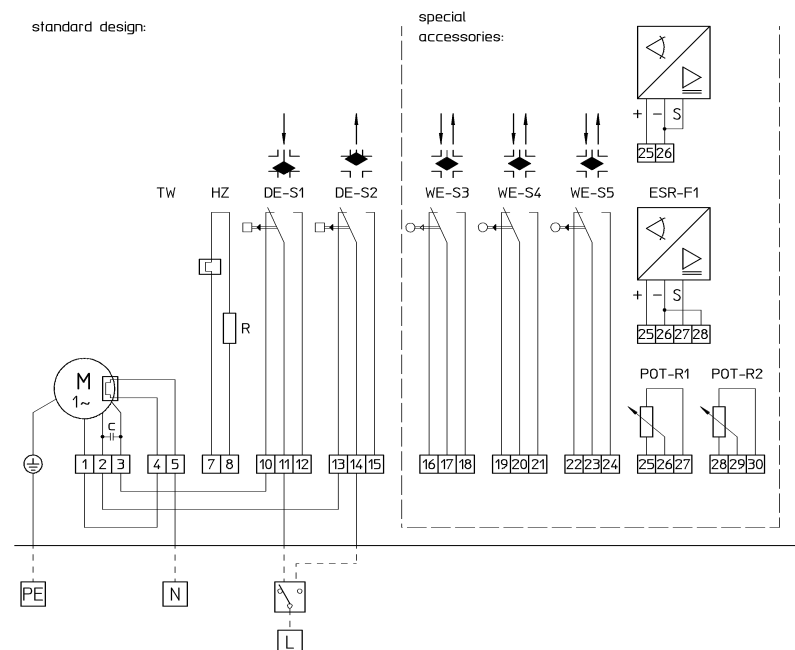 standard design:
special
accessories:
+ − S
25 26
TW HZ DE-S1 DE-S2 WE-S3 WE-S4 WE-S5 ESR-F1
R
+ − S
25 26 27 28
M
1~
C
POT-R1 POT-R2
1 2 3 4 5 7 8 10 11 12 13 14 15 16 17 18 19 20 21 22 23 24 25 26 27 28 29 30
PE N
L